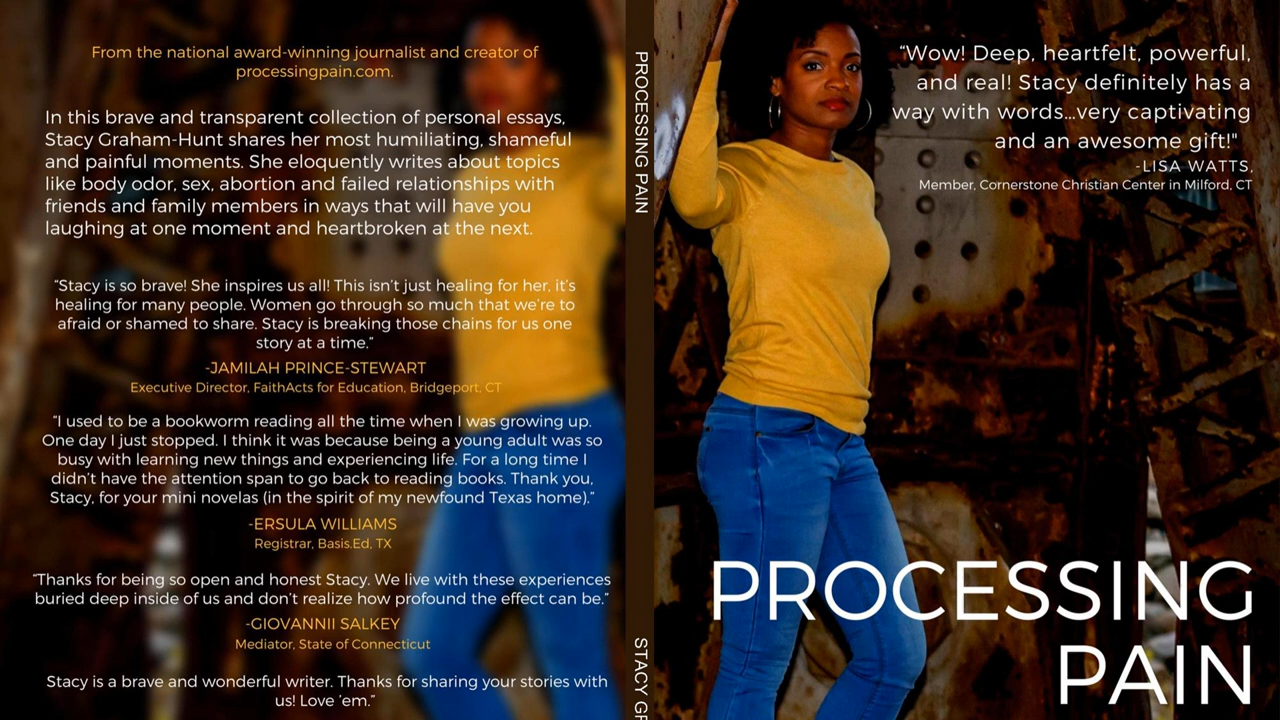 From the national award-winning journalist and creator of
processingpain.com.
In this brave and transparent collection of personal essays,
Stacy Graham-Hunt shares her most humiliating, shameful
and painful moments. She eloquently writes about topics
like body odor, sex, abortion and failed relationships with
friends and family members in ways that will have you
laughing at one moment and heartbroken at the next.
“Stacy is so brave! She inspires us all! This isn’t just healing for her, it’s
healing for many people. Women go through so much that we’re to
afraid or shamed to share. Stacy is breaking those chains for us one
story at a time.”
-JAMILAH PRINCE-STEWART
Executive Director, FaithActs for Education, Bridgeport, CT
“I used to be a bookworm reading all the time when I was growing up.
One day I just stopped. I think it was because being a young adult was so
busy with learning new things and experiencing life. For a long time I
didn’t have the attention span to go back to reading books. Thank you,
Stacy, for your mini novelas (in the spirit of my newfound Texas home).”
-ERSULA WILLIAMS
Registrar, Basis.Ed, TX
“Thanks for being so open and honest Stacy. We live with these experiences
buried deep inside of us and don’t realize how profound the effect can be.”
-GIOVANNII SALKEY
Mediator, State of Connecticut
Stacy is a brave and wonderful writer. Thanks for sharing your stories with
us! Love ’em.”
PROCESSING PAIN
STACY GR
“Wow! Deep, heartfelt, powerful,
and real! Stacy definitely has a
way with words...very captivating
and an awesome gift!"
-LISA WATTS,
Member, Cornerstone Christian Center in Milford, CT
PROCESSING
PAIN